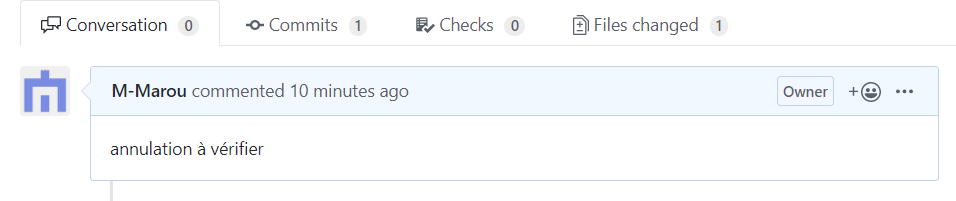 Conversation 0 Commits 1 Checks 0 Files changed 1
M-Marou commented 10 minutes ago Owner
annulation à vérifier